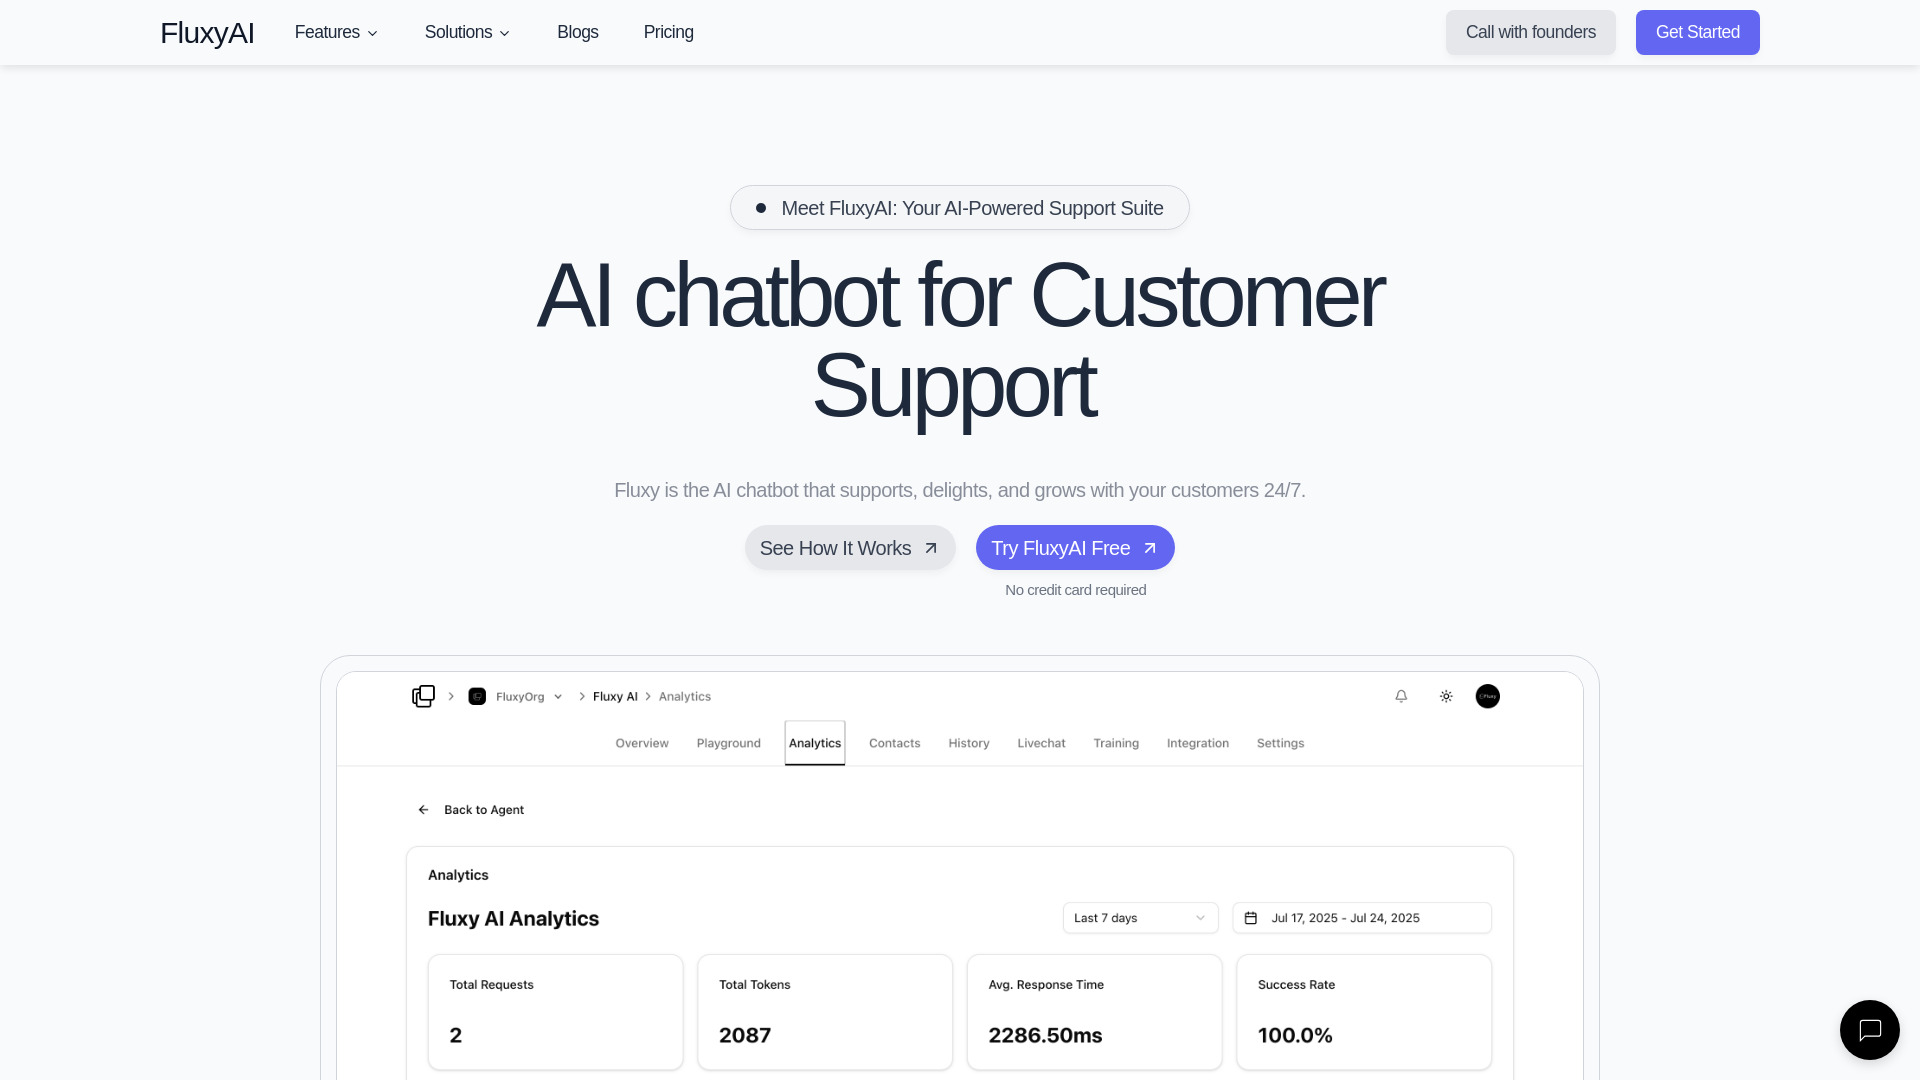 FluxyAI
Features
Solutions
Blogs
Pricing
Call with founders
Get Started
Meet FluxyAI: Your AI-Powered Support Suite
AI chatbot for Customer
Support
Fluxy is the AI chatbot that supports, delights, and grows with your customers 24/7.
See How It Works
Try FluxyAI Free
No credit card required
FluxyOrg
Fluxy AI
Analytics
Fluxy
Overview
Playground
Analytics
Contacts
History
Livechat
Training
Integration
Settings
Back to Agent
Analytics
Fluxy AI Analytics
Last 7 days
Jul 17, 2025 - Jul 24, 2025
Total Requests
Total Tokens
Avg. Response Time
Success Rate
2
2087
2286.50ms
100.0%